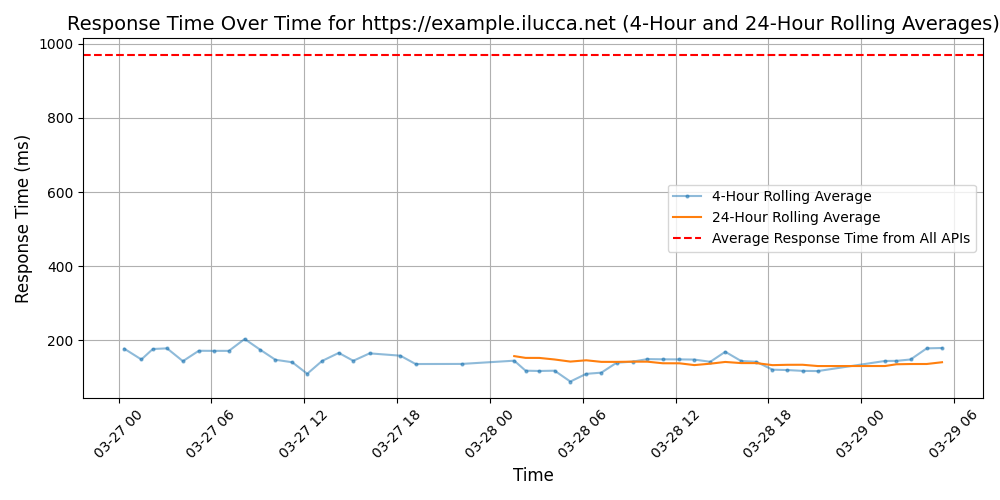 Response Time Over Time for https://example.ilucca.net (4-Hour and 24-Hour Rolling Averages)
Response Time (ms)
1000
800
600
400
200
4-Hour Rolling Average
24-Hour Rolling Average
Average Response Time from All APIs
03-27 00
03-27 06
03-27 12
03-27 18
03-28 00
03-28 06
03-28 12
03-28 18
03-29 00
03-29 06
Time